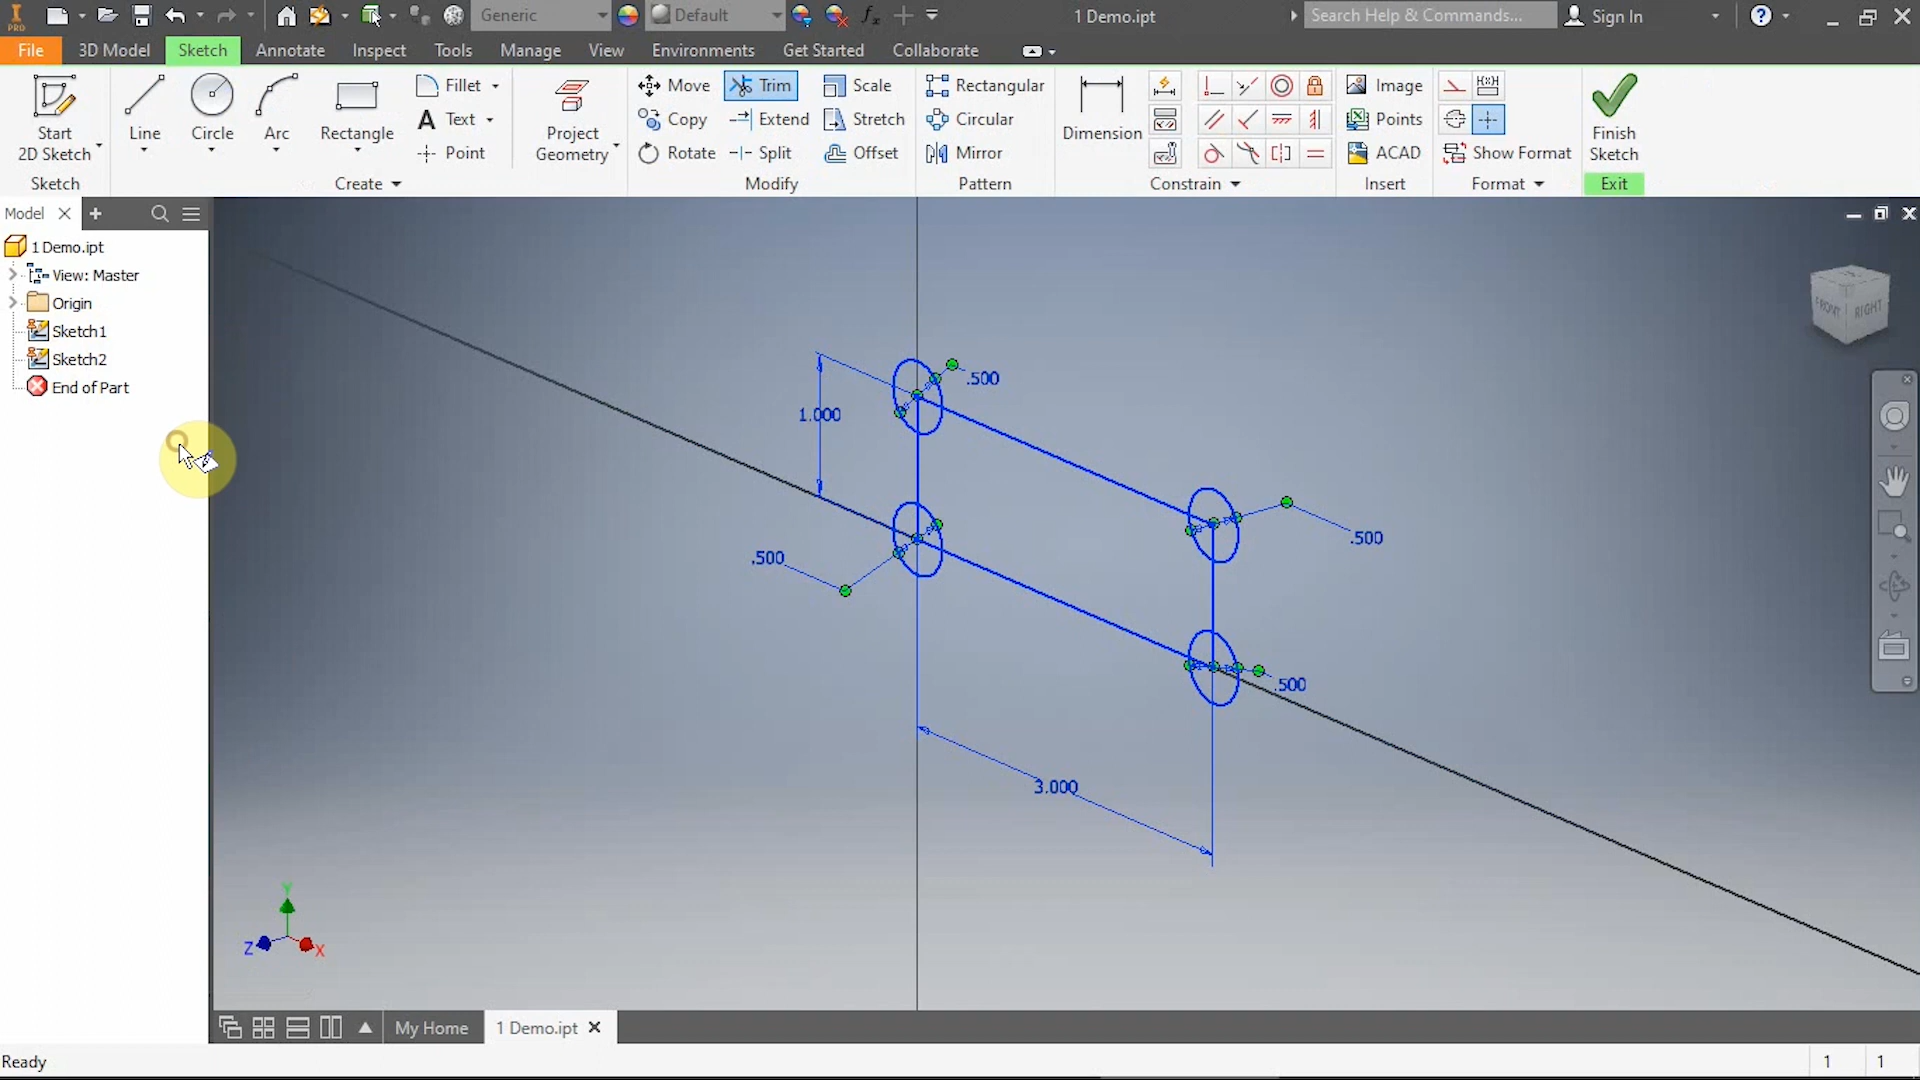 PRO
Generic
Default
fx
1 Demo.ipt
Search Help & Commands...
Sign In
File
3D Model
Sketch
Annotate
Inspect
Tools
Manage
View
Environments
Get Started
Collaborate
Start
2D Sketch
Sketch
Line
Circle
Arc
Rectangle
Fillet
A Text
Point
Create
Project
Geometry
Move
Copy
Rotate
Trim
Extend
Split
Scale
Stretch
Offset
Modify
Rectangular
Circular
Mirror
Pattern
Dimension
Constrain
Image
Points
ACAD
Insert
Show Format
Format
Finish
Sketch
Exit
Model
1 Demo.ipt
View: Master
Origin
Sketch1
Sketch2
End of Part
FRONT
RIGHT
.500
1.000
.500
.500
.500
3.000
Y
Z
X
My Home
1 Demo.ipt
Ready
1
1